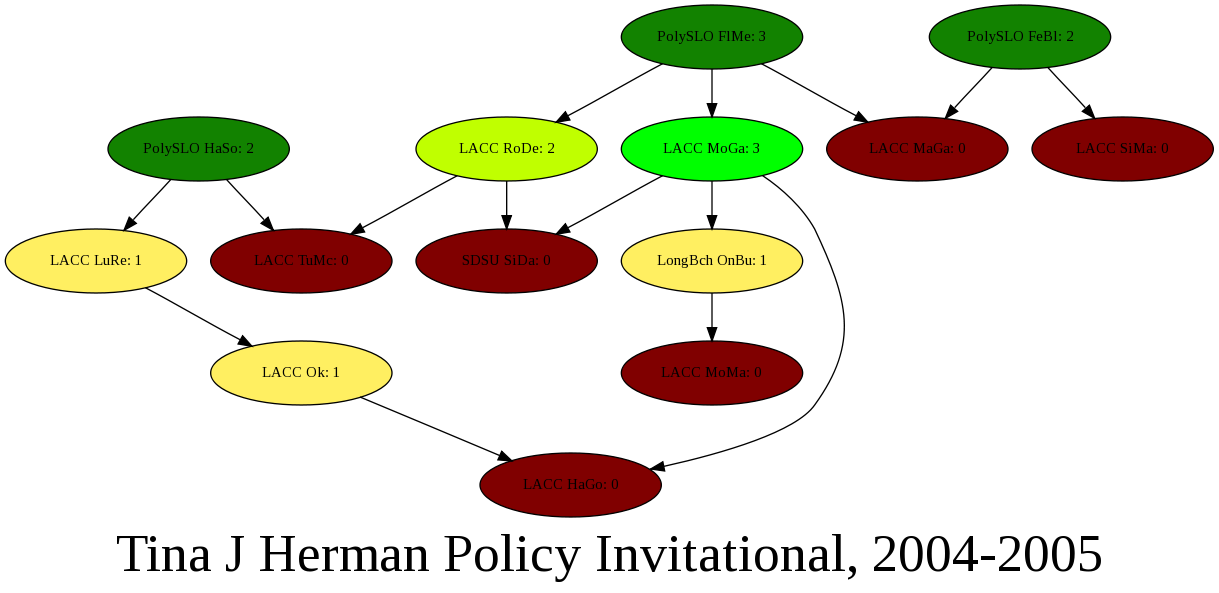 PolySLO FlMe: 3
PolySLO FeBl: 2
PolySLO HaSo: 2
LACC RoDe: 2
LACC MoGa: 3
LACC MaGa: 0
LACC SiMa: 0
LACC LuRe: 1
LACC TuMc: 0
SDSU SiDa: 0
LongBch OnBu: 1
LACC Ok: 1
LACC MoMa: 0
LACC HaGo: 0
Tina J Herman Policy Invitational, 2004-2005